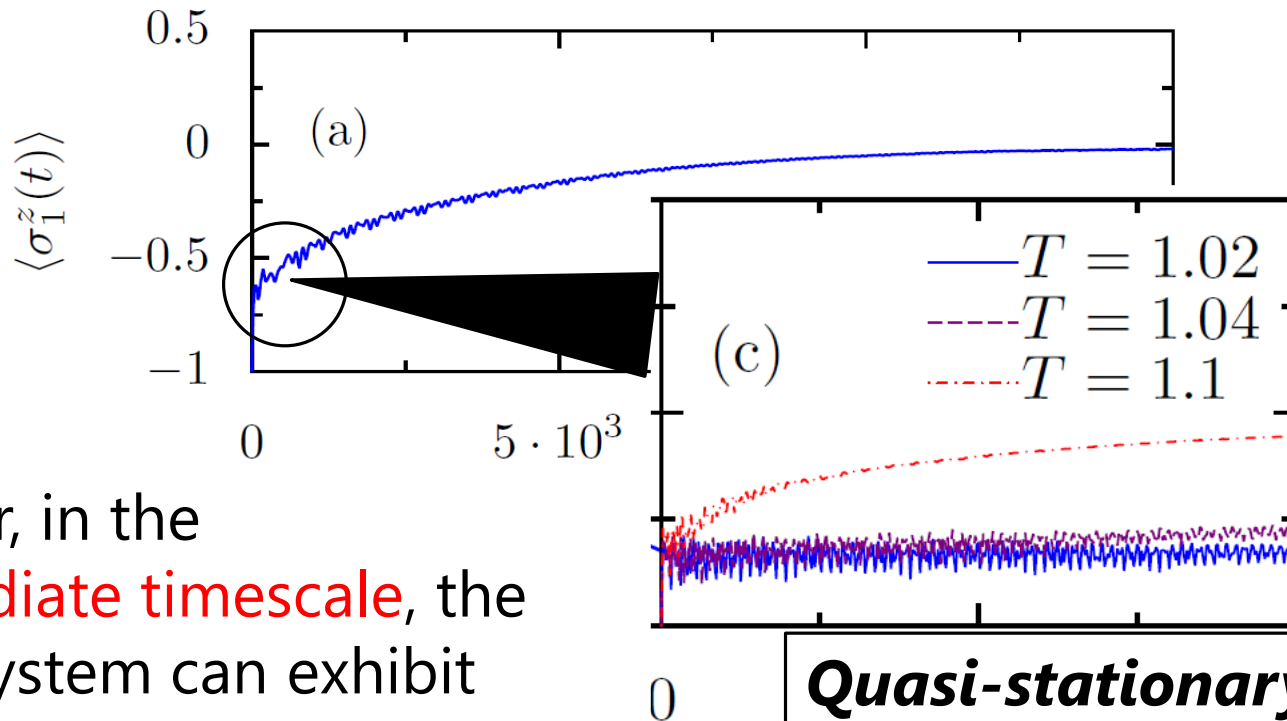 0.5
0
−0.5
−1
⟨σ₁ᶻ(t)⟩
(a)
0
5 · 10³
(c)
T = 1.02
T = 1.04
T = 1.1
0
r, in the
diate timescale, the
ystem can exhibit
Quasi-stationary